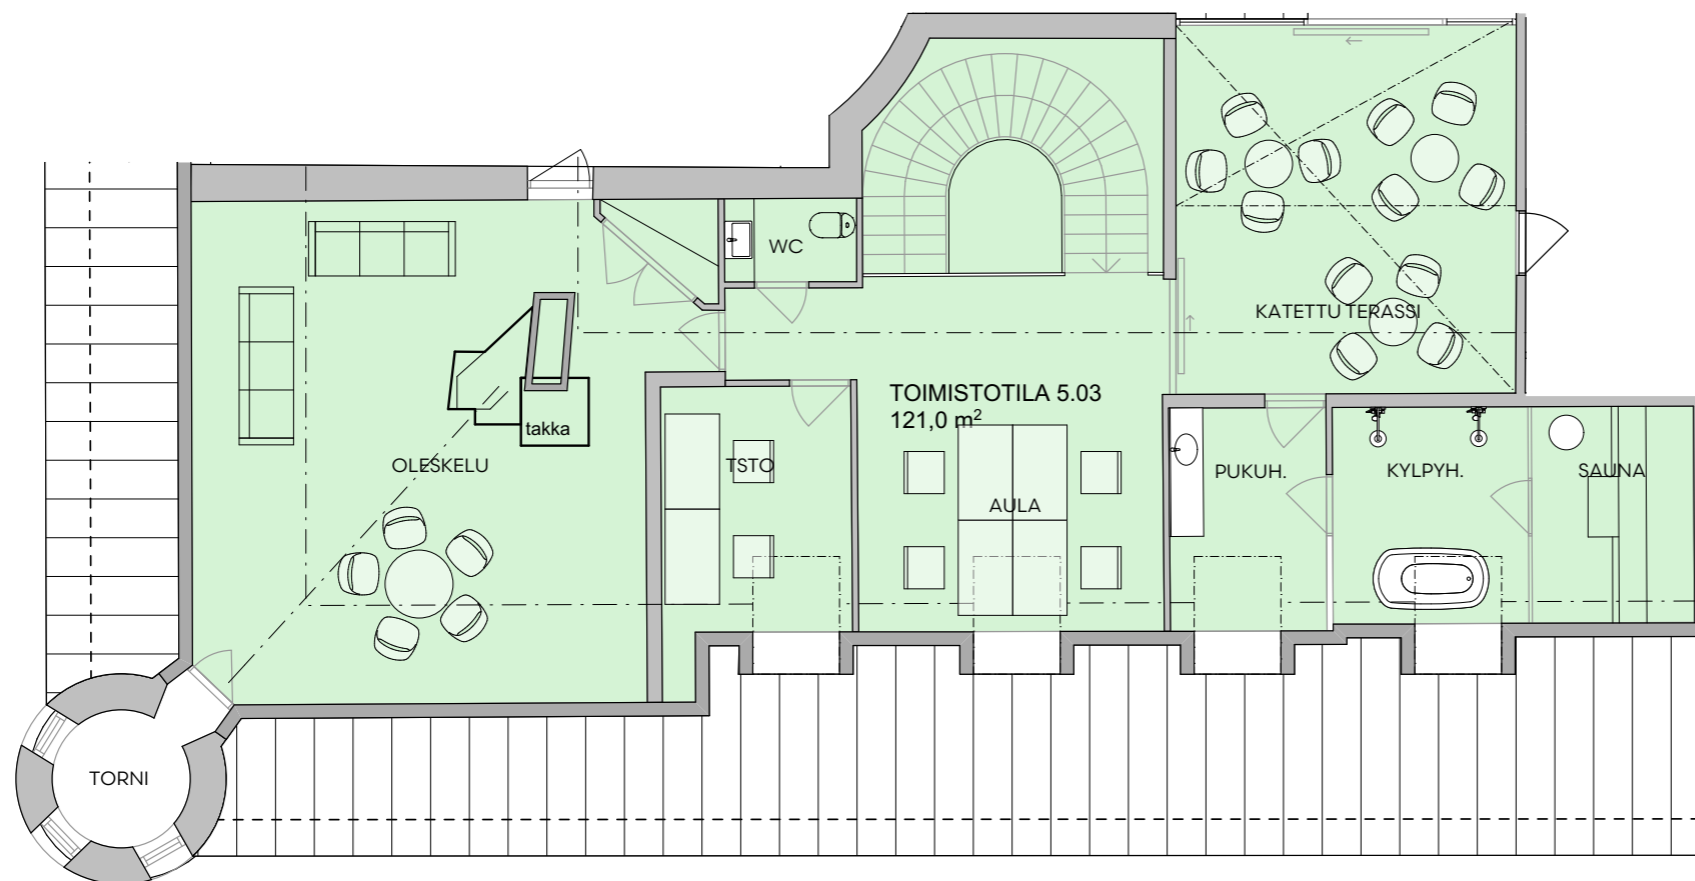 WC
KATETTU TERASSI
TOIMISTOTILA 5.03
121,0 m²
takka
OLESKELU
TSTO
AULA
PUKUH.
KYLPYH.
SAUNA
TORNI